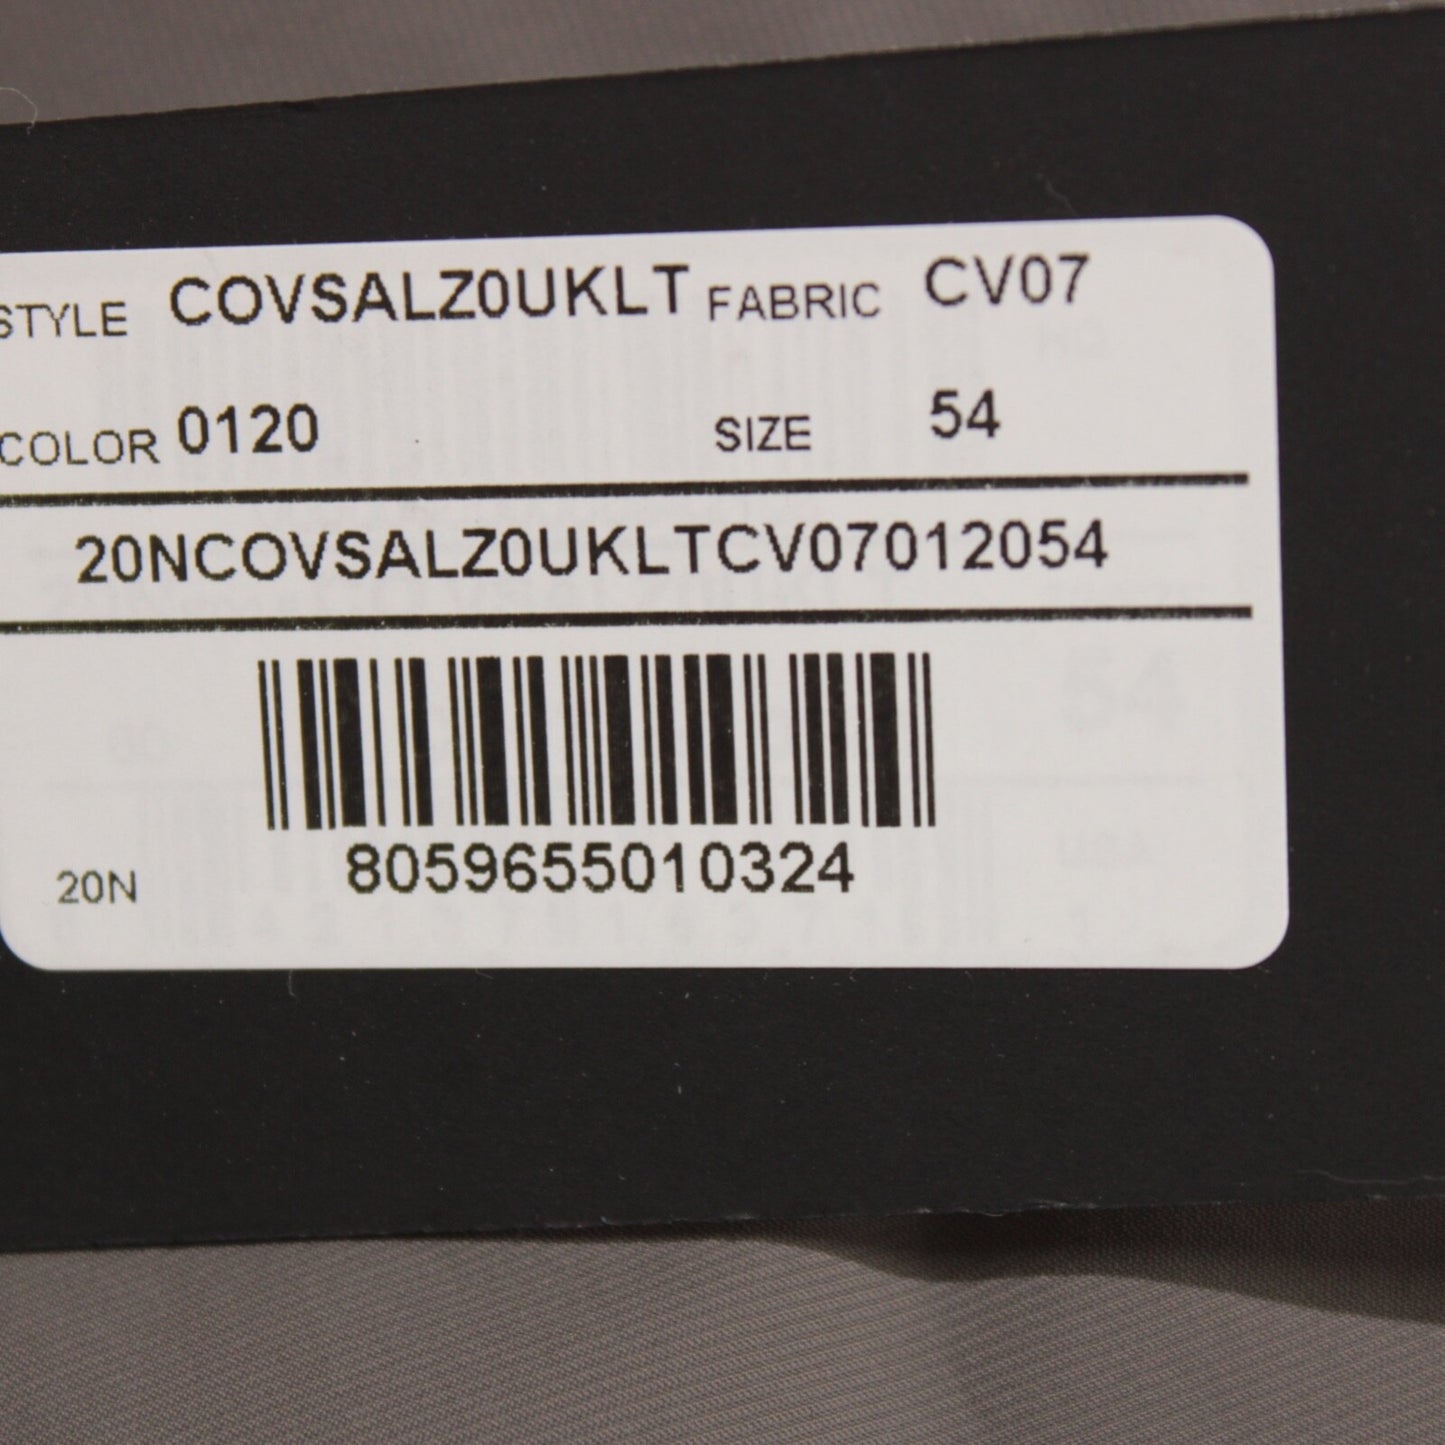 STYLE COVSALZ0UKLT FABRIC CV07
COLOR 0120 SIZE 54
20NCOVSALZ0UKLTCV07012054
20N 8059655010324